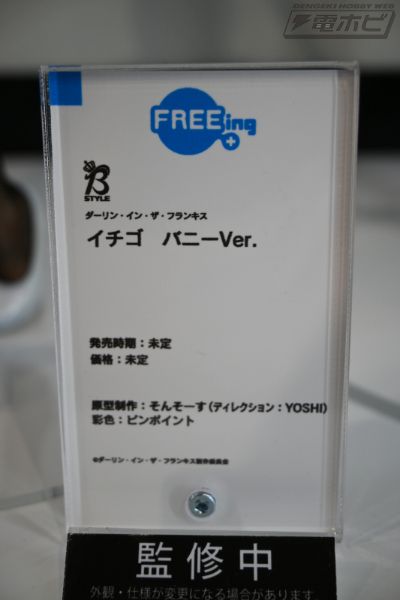 DENGEKI HOBBY WEB
電ホビ
FREEing
B
STYLE
ダーリン・イン・ザ・フランキス
イチゴ　バニーVer.
発売時期：未定
価格：未定
原型制作：そんそーす(ディレクション：YOSHI)
彩色：ピンポイント
©ダーリン・イン・ザ・フランキス製作委員会
監修中
外観・仕様が変更になる場合があります。